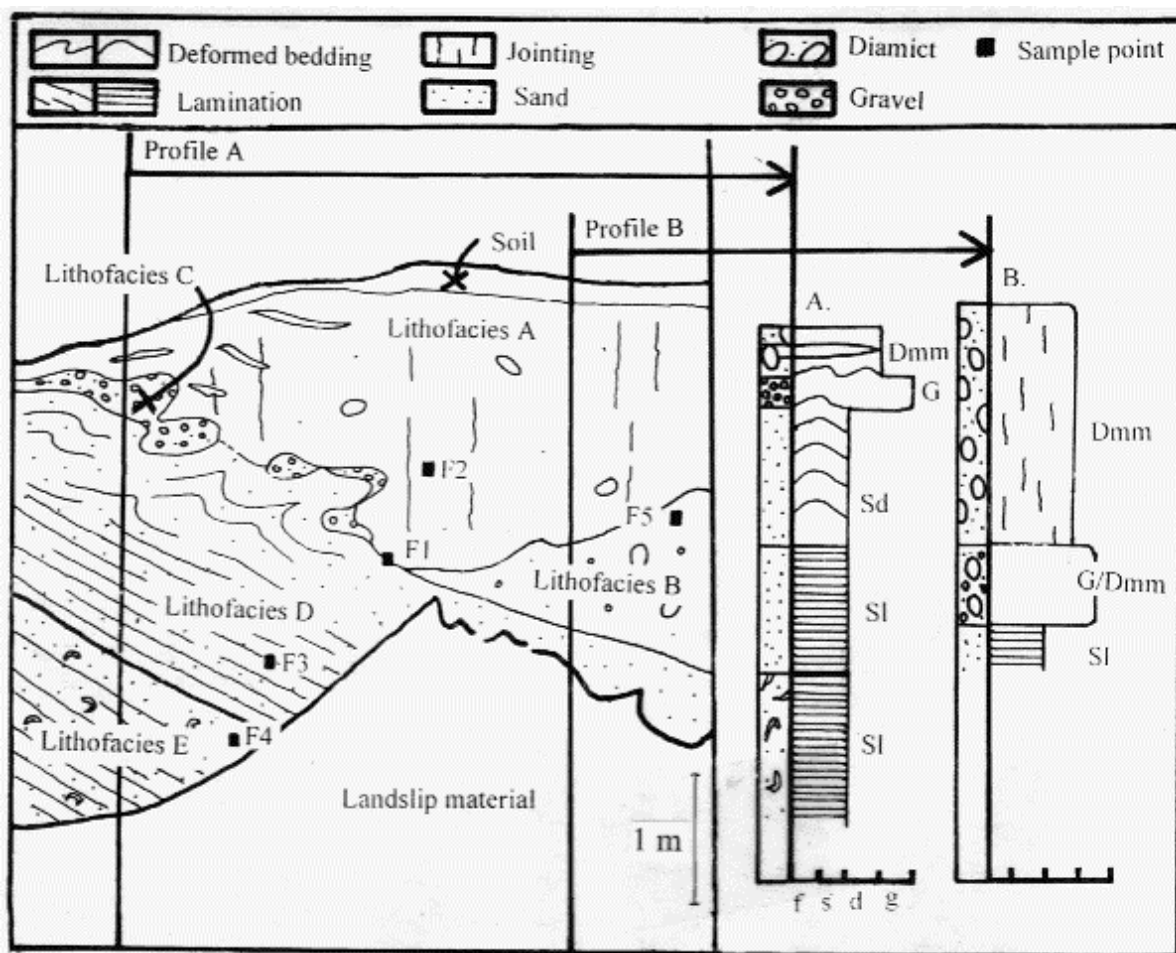 Deformed bedding
Jointing
Diamict
Sample point
Lamination
Sand
Gravel
Profile A
Profile B
Soil
Lithofacies C
Lithofacies A
A.
B.
Dmm
G
Dmm
F2
Sd
F5
F1
Lithofacies B
G/Dmm
Lithofacies D
Sl
Sl
F3
Lithofacies E
F4
Sl
Landslip material
1 m
f s d g